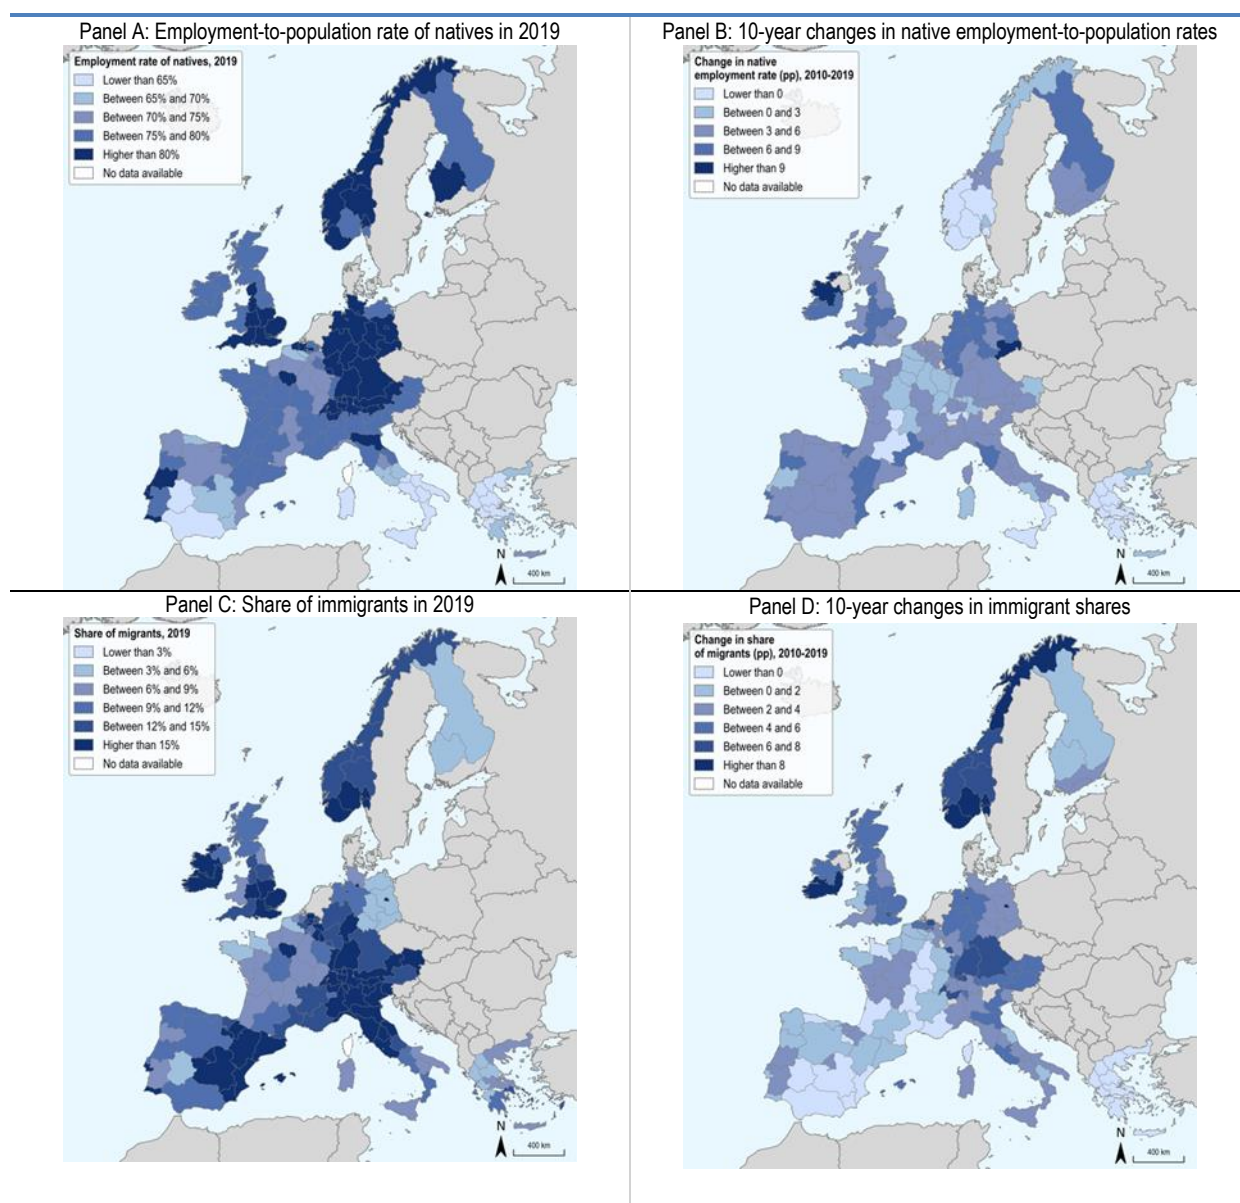 Panel A: Employment-to-population rate of natives in 2019
Employment rate of natives, 2019
Lower than 65%
Between 65% and 70%
Between 70% and 75%
Between 75% and 80%
Higher than 80%
No data available
N
400 km
Panel B: 10-year changes in native employment-to-population rates
Change in native
employment rate (pp), 2010-2019
Lower than 0
Between 0 and 3
Between 3 and 6
Between 6 and 9
Higher than 9
No data available
N
400 km
Panel C: Share of immigrants in 2019
Share of migrants, 2019
Lower than 3%
Between 3% and 6%
Between 6% and 9%
Between 9% and 12%
Between 12% and 15%
Higher than 15%
No data available
N
400 km
Panel D: 10-year changes in immigrant shares
Change in share
of migrants (pp), 2010-2019
Lower than 0
Between 0 and 2
Between 2 and 4
Between 4 and 6
Between 6 and 8
Higher than 8
No data available
N
400 km